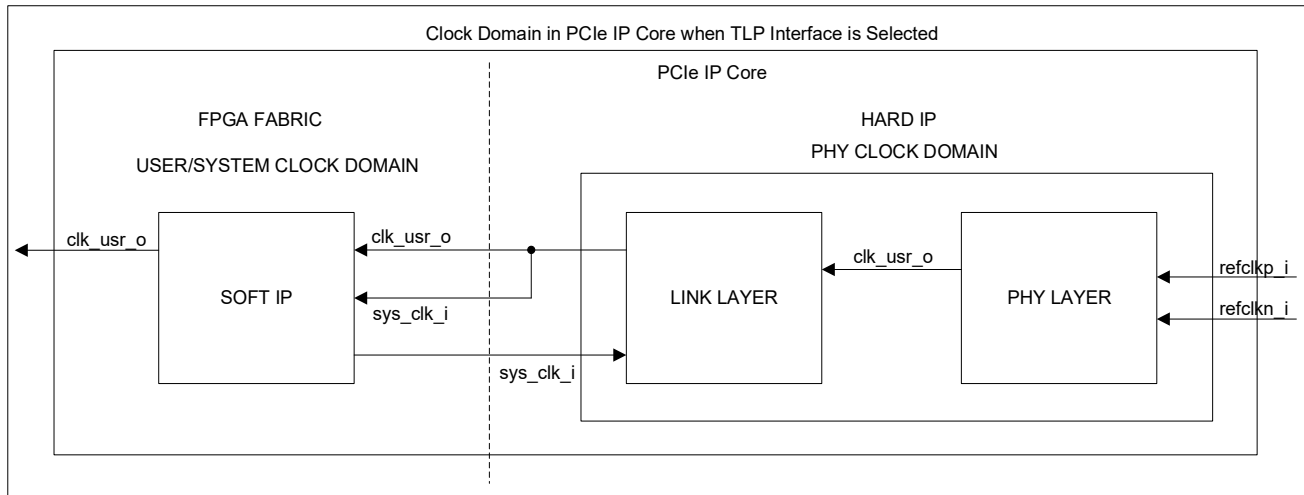 Clock Domain in PCIe IP Core when TLP Interface is Selected
PCIe IP Core
FPGA FABRIC
HARD IP
USER/SYSTEM CLOCK DOMAIN
PHY CLOCK DOMAIN
clk_usr_o
clk_usr_o
clk_usr_o
refclkp_i
SOFT IP
LINK LAYER
PHY LAYER
sys_clk_i
refclkn_i
sys_clk_i